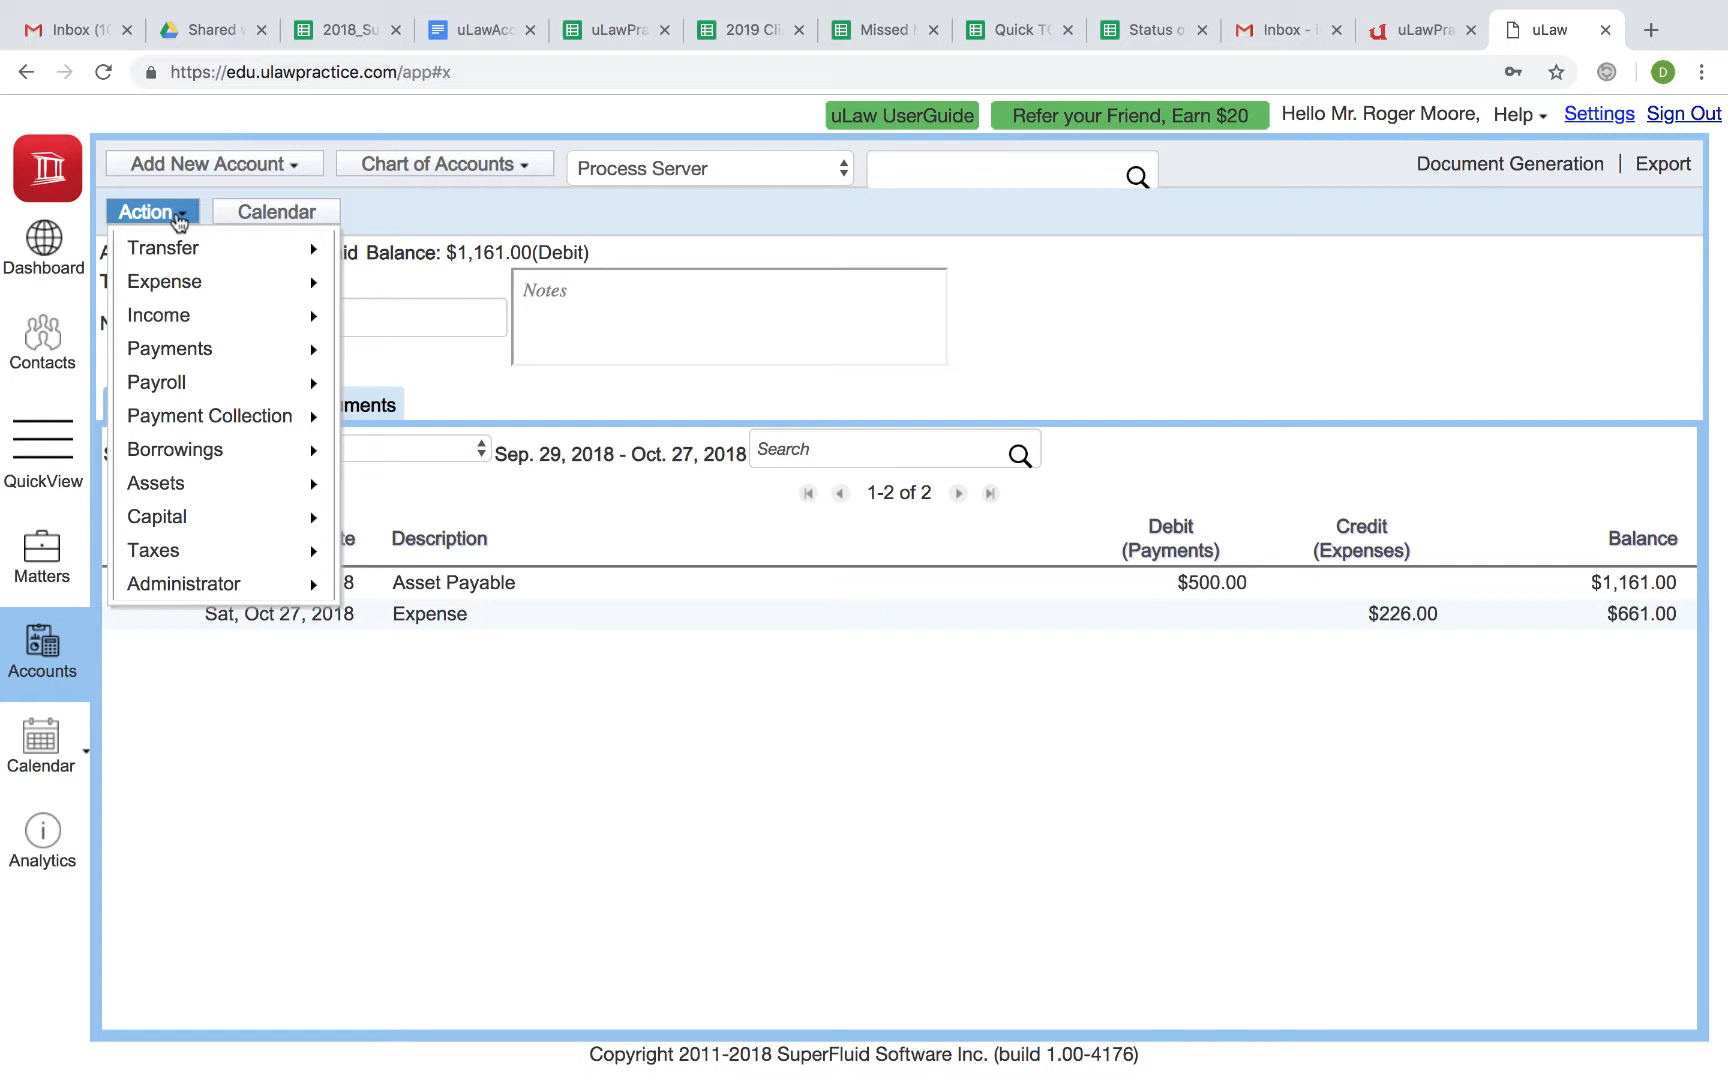 Inbox (10
Shared w
2018_Su
uLawAcc
uLawPra
2019 Cli
Missed
Quick T
Status o
Inbox - i
uLawPra
uLaw
https://edu.ulawpractice.com/app#x
D
uLaw UserGuide
Refer your Friend, Earn $20
Hello Mr. Roger Moore,
Help
Settings
Sign Out
Add New Account
Chart of Accounts
Process Server
Document Generation | Export
Action
Calendar
Dashboard
Contacts
QuickView
Matters
Accounts
Calendar
Analytics
Transfer
Expense
Income
Payments
Payroll
Payment Collection
Borrowings
Assets
Capital
Taxes
Administrator
id Balance: $1,161.00(Debit)
Notes
ments
Sep. 29, 2018 - Oct. 27, 2018
Search
1-2 of 2
te
Description
Debit
(Payments)
Credit
(Expenses)
Balance
8 Asset Payable $500.00 $1,161.00
Sat, Oct 27, 2018 Expense $226.00 $661.00
Copyright 2011-2018 SuperFluid Software Inc. (build 1.00-4176)